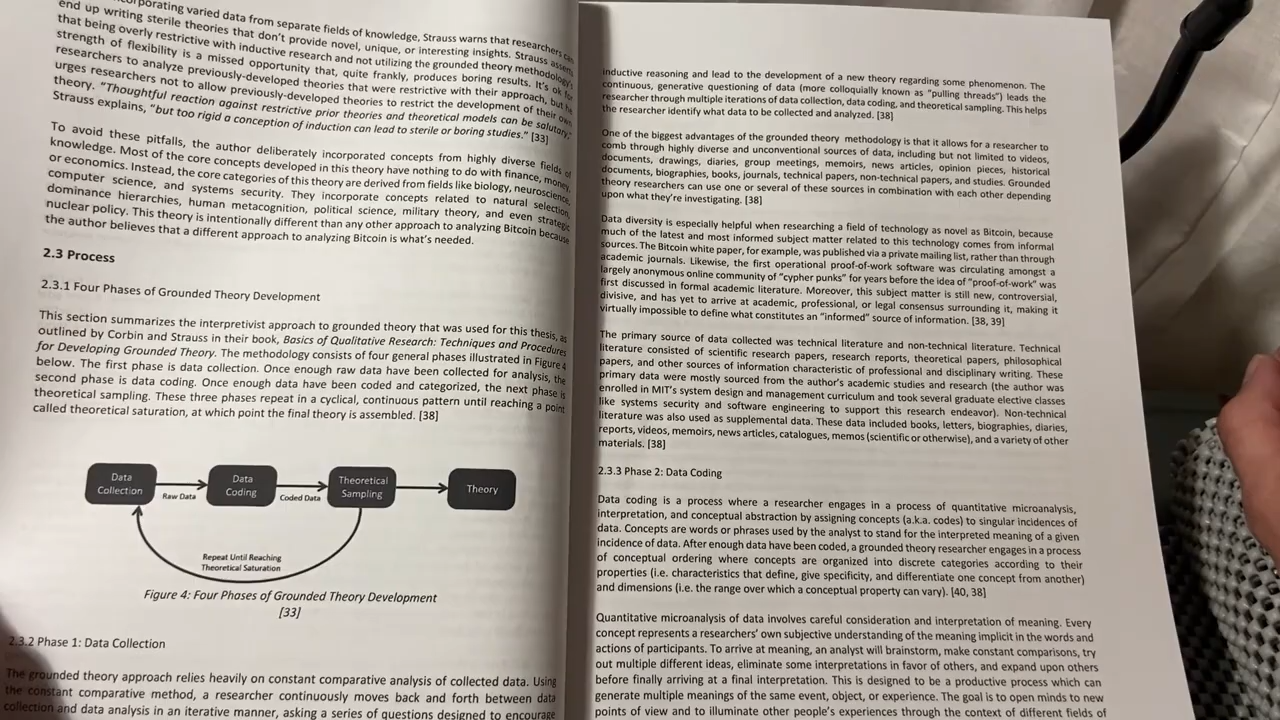 porating varied data from separate fields of knowledge, Strauss warns that researchers can
end up writing sterile theories that don't provide novel, unique, or interesting insights. Strauss asserts
that being overly restrictive with inductive research and not utilizing the grounded theory methodology's
strength of flexibility is a missed opportunity that, quite frankly, produces boring results. It's ok for
researchers to analyze previously-developed theories that were restrictive with their approach, but he
urges researchers not to allow previously-developed theories to restrict the development of their own
theory. "Thoughtful reaction against restrictive prior theories and theoretical models can be salutary,"
Strauss explains, "but too rigid a conception of induction can lead to sterile or boring studies." [33]
To avoid these pitfalls, the author deliberately incorporated concepts from highly diverse fields of
knowledge. Most of the core concepts developed in this theory have nothing to do with finance, money,
or economics. Instead, the core categories of this theory are derived from fields like biology, neuroscience,
computer science, and systems security. They incorporate concepts related to natural selection,
dominance hierarchies, human metacognition, political science, military theory, and even strategic
nuclear policy. This theory is intentionally different than any other approach to analyzing Bitcoin because
the author believes that a different approach to analyzing Bitcoin is what's needed.
2.3 Process
2.3.1 Four Phases of Grounded Theory Development
This section summarizes the interpretivist approach to grounded theory that was used for this thesis, as
outlined by Corbin and Strauss in their book, Basics of Qualitative Research: Techniques and Procedures
for Developing Grounded Theory. The methodology consists of four general phases illustrated in Figure 4
below. The first phase is data collection. Once enough raw data have been collected for analysis, the
second phase is data coding. Once enough data have been coded and categorized, the next phase is
theoretical sampling. These three phases repeat in a cyclical, continuous pattern until reaching a point
called theoretical saturation, at which point the final theory is assembled. [38]
Data
Collection
Raw Data
Data
Coding
Coded Data
Theoretical
Sampling
Theory
Repeat Until Reaching
Theoretical Saturation
Figure 4: Four Phases of Grounded Theory Development
[33]
2.3.2 Phase 1: Data Collection
The grounded theory approach relies heavily on constant comparative analysis of collected data. Using
the constant comparative method, a researcher continuously moves back and forth between data
collection and data analysis in an iterative manner, asking a series of questions designed to encourage
inductive reasoning and lead to the development of a new theory regarding some phenomenon. The
continuous, generative questioning of data (more colloquially known as "pulling threads") leads the
researcher through multiple iterations of data collection, data coding, and theoretical sampling. This helps
the researcher identify what data to be collected and analyzed. [38]
One of the biggest advantages of the grounded theory methodology is that it allows for a researcher to
comb through highly diverse and unconventional sources of data, including but not limited to videos,
documents, drawings, diaries, group meetings, memoirs, news articles, opinion pieces, historical
documents, biographies, books, journals, technical papers, non-technical papers, and studies. Grounded
theory researchers can use one or several of these sources in combination with each other depending
upon what they're investigating. [38]
Data diversity is especially helpful when researching a field of technology as novel as Bitcoin, because
much of the latest and most informed subject matter related to this technology comes from informal
sources. The Bitcoin white paper, for example, was published via a private mailing list, rather than through
academic journals. Likewise, the first operational proof-of-work software was circulating amongst a
largely anonymous online community of "cypher punks" for years before the idea of "proof-of-work" was
first discussed in formal academic literature. Moreover, this subject matter is still new, controversial,
divisive, and has yet to arrive at academic, professional, or legal consensus surrounding it, making it
virtually impossible to define what constitutes an "informed" source of information. [38, 39]
The primary source of data collected was technical literature and non-technical literature. Technical
literature consisted of scientific research papers, research reports, theoretical papers, philosophical
papers, and other sources of information characteristic of professional and disciplinary writing. These
primary data were mostly sourced from the author's academic studies and research (the author was
enrolled in MIT's system design and management curriculum and took several graduate elective classes
like systems security and software engineering to support this research endeavor). Non-technical
literature was also used as supplemental data. These data included books, letters, biographies, diaries,
reports, videos, memoirs, news articles, catalogues, memos (scientific or otherwise), and a variety of other
materials. [38]
2.3.3 Phase 2: Data Coding
Data coding is a process where a researcher engages in a process of quantitative microanalysis,
interpretation, and conceptual abstraction by assigning concepts (a.k.a. codes) to singular incidences of
data. Concepts are words or phrases used by the analyst to stand for the interpreted meaning of a given
incidence of data. After enough data have been coded, a grounded theory researcher engages in a process
of conceptual ordering where concepts are organized into discrete categories according to their
properties (i.e. characteristics that define, give specificity, and differentiate one concept from another)
and dimensions (i.e. the range over which a conceptual property can vary). [40, 38]
Quantitative microanalysis of data involves careful consideration and interpretation of meaning. Every
concept represents a researchers' own subjective understanding of the meaning implicit in the words and
actions of participants. To arrive at meaning, an analyst will brainstorm, make constant comparisons, try
out multiple different ideas, eliminate some interpretations in favor of others, and expand upon others
before finally arriving at a final interpretation. This is designed to be a productive process which can
generate multiple meanings of the same event, object, or experience. The goal is to open minds to new
points of view and to illuminate other people's experiences through the context of different fields of